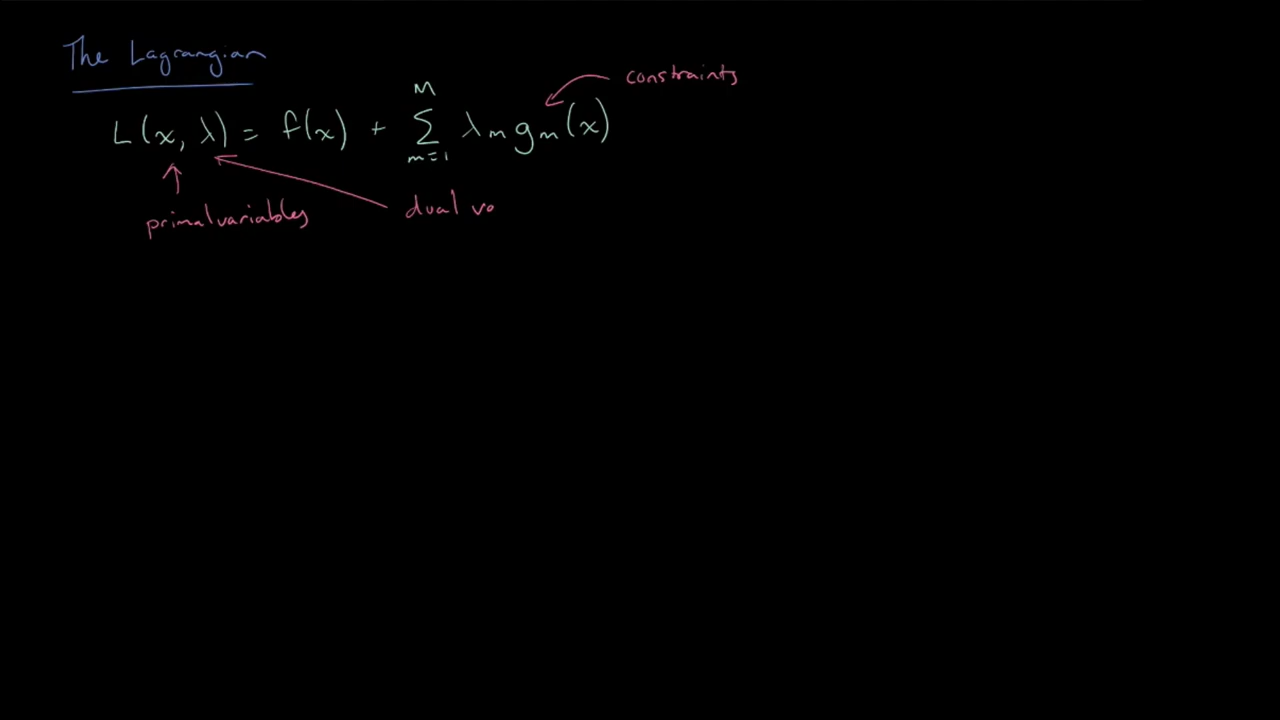 The Lagrangian
constraints
M
L(x, λ) = f(x) + Σ λm gm(x)
m=1
primal variables dual va